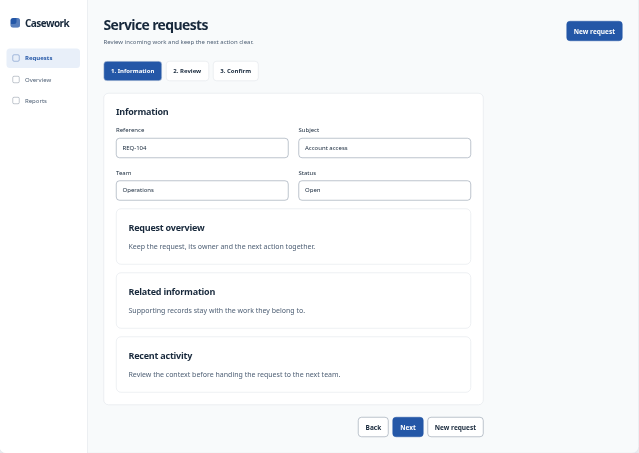 Casework
Requests
Overview
Reports
Service requests
Review incoming work and keep the next action clear.
New request
1. Information
2. Review
3. Confirm
Information
Reference
Subject
REQ-104
Account access
Team
Status
Operations
Open
Request overview
Keep the request, its owner and the next action together.
Related information
Supporting records stay with the work they belong to.
Recent activity
Review the context before handing the request to the next team.
Back
Next
New request